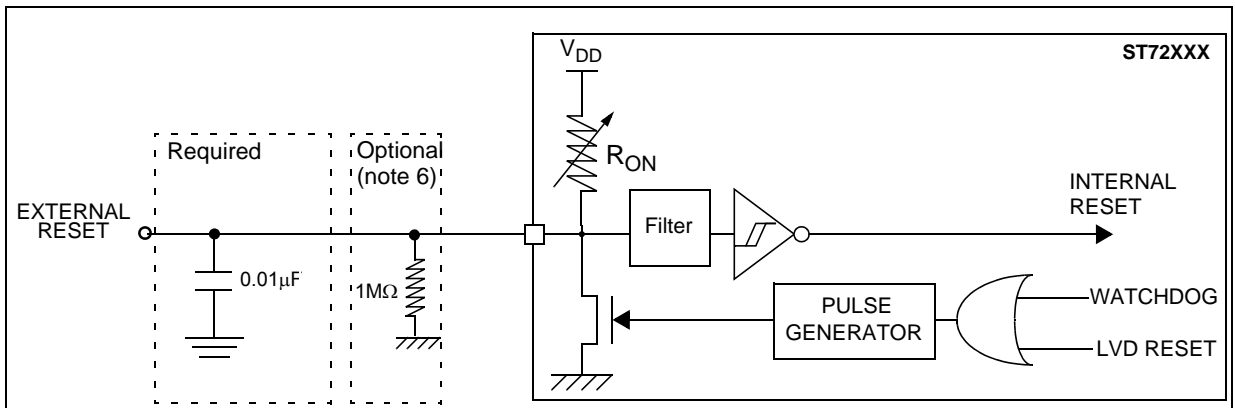 ST72XXX
VDD
Required
Optional
(note 6)
RON
INTERNAL
RESET
EXTERNAL
RESET
Filter
0.01μF
1MΩ
WATCHDOG
PULSE
GENERATOR
LVD RESET